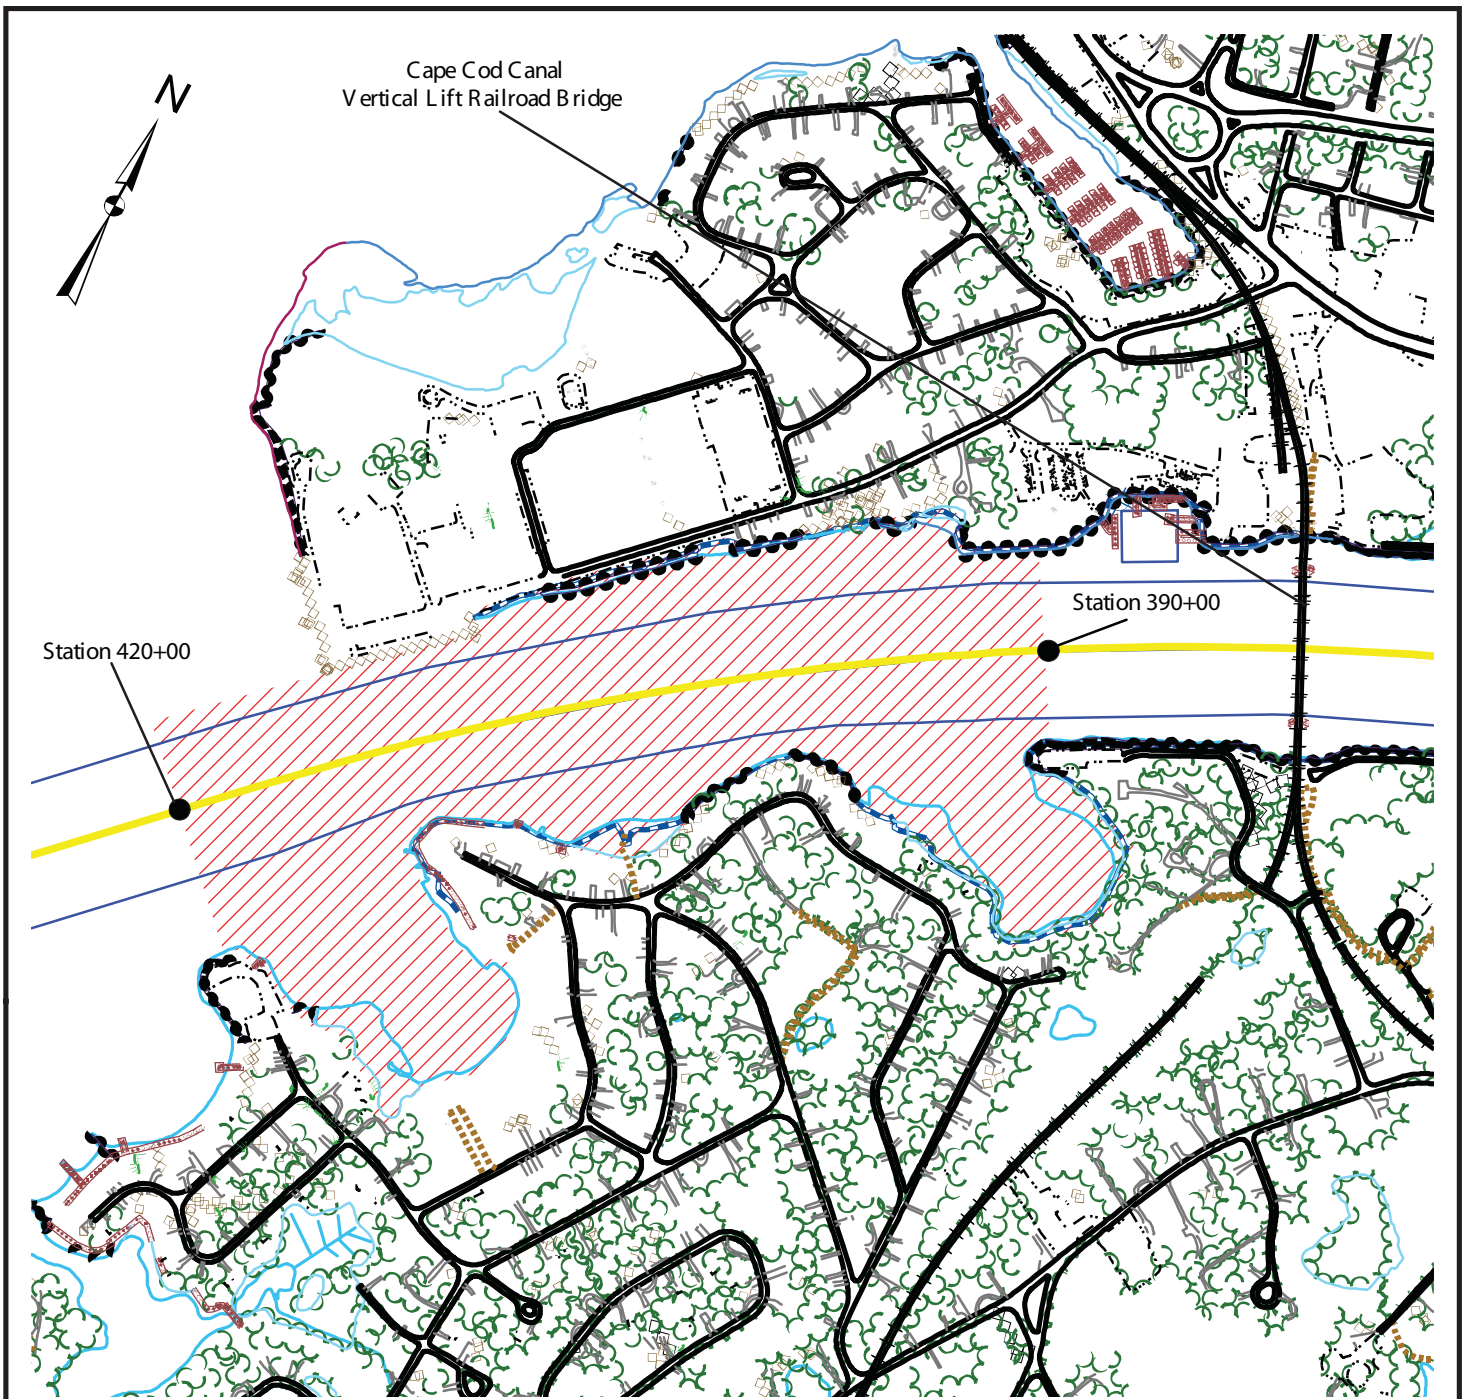 N
Cape Cod Canal
Vertical Lift Railroad Bridge
Station 390+00
Station 420+00